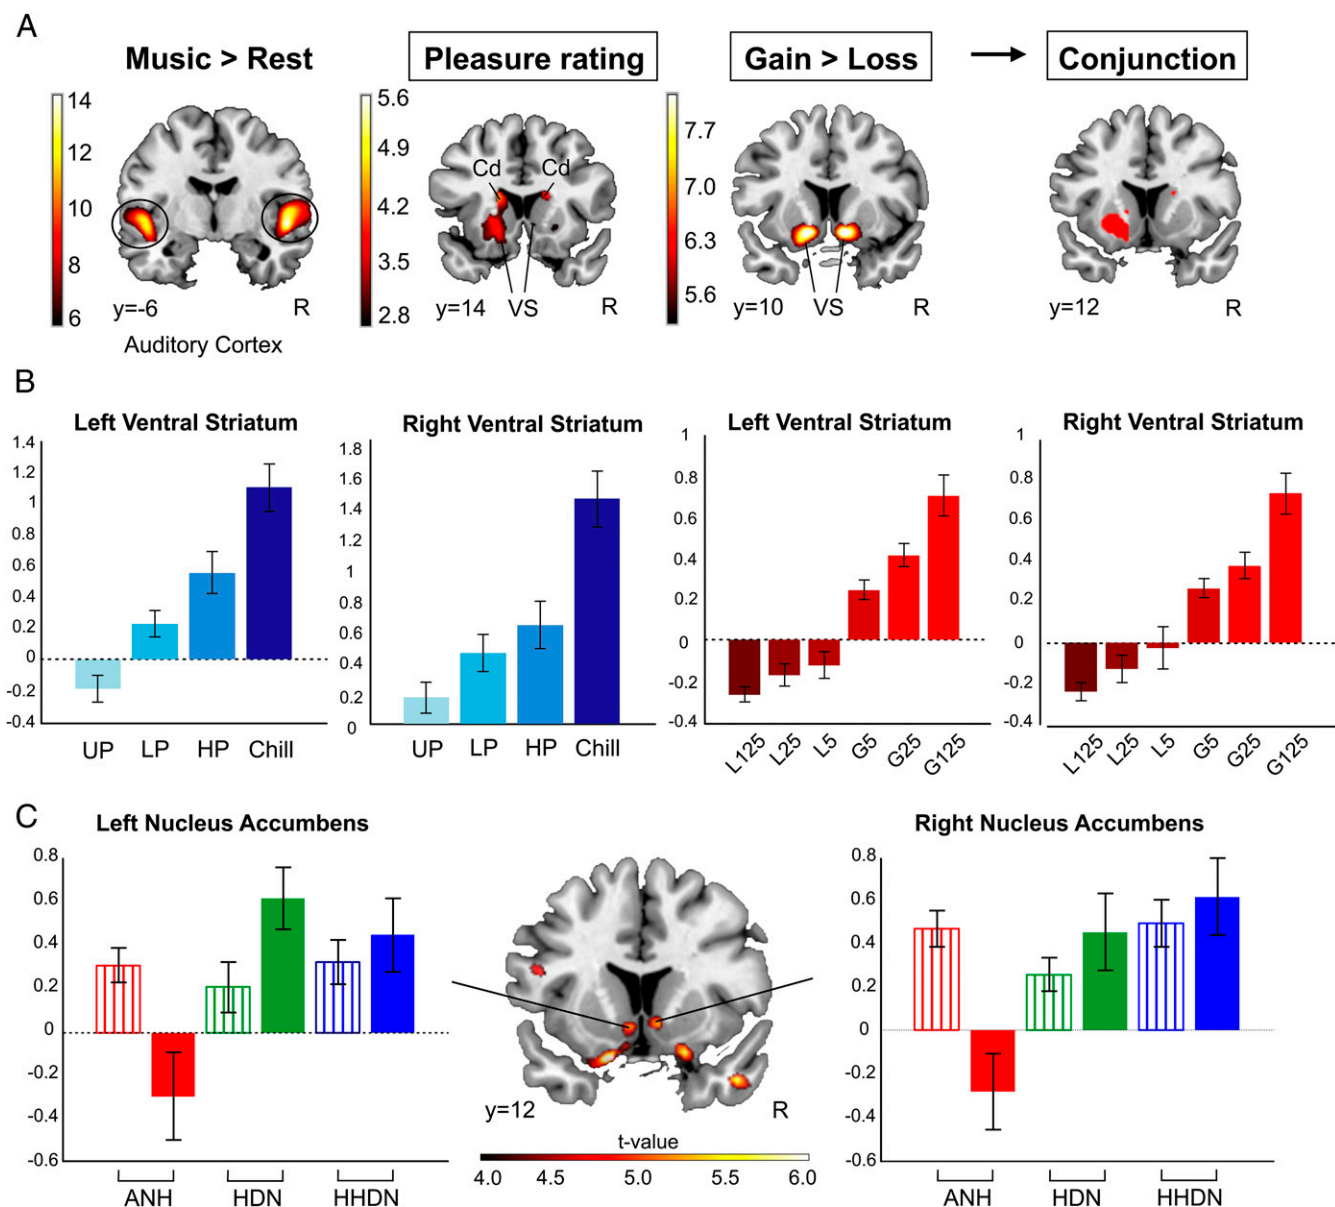 A
Music > Rest
Pleasure rating
Gain > Loss
Conjunction
14
12
10
8
6
y=-6
R
Auditory Cortex
5.6
4.9
4.2
3.5
2.8
Cd
Cd
y=14
VS
R
7.7
7.0
6.3
5.6
y=10
VS
R
y=12
R
B
Left Ventral Striatum
1.4
1.2
1
0.8
0.6
0.4
0.2
0
-0.2
-0.4
UP
LP
HP
Chill
Right Ventral Striatum
1.8
1.6
1.4
1.2
1
0.8
0.6
0.4
0.2
0
UP
LP
HP
Chill
Left Ventral Striatum
1
0.8
0.6
0.4
0.2
0
-0.2
-0.4
L125
L25
L5
G5
G25
G125
Right Ventral Striatum
1
0.8
0.6
0.4
0.2
0
-0.2
-0.4
L125
L25
L5
G5
G25
G125
C
Left Nucleus Accumbens
0.8
0.6
0.4
0.2
0
-0.2
-0.4
-0.6
ANH
HDN
HHDN
y=12
R
t-value
4.0
4.5
5.0
5.5
6.0
Right Nucleus Accumbens
0.8
0.6
0.4
0.2
0
-0.2
-0.4
-0.6
ANH
HDN
HHDN